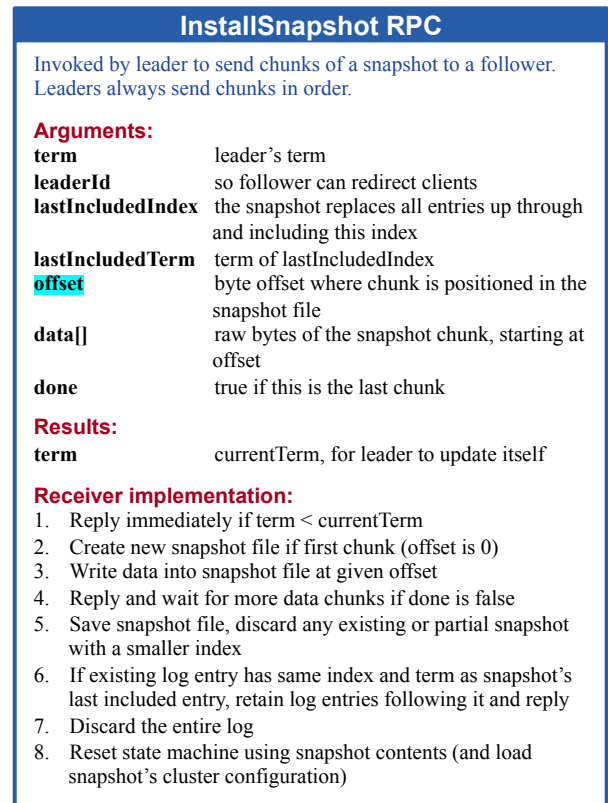 InstallSnapshot RPC
Invoked by leader to send chunks of a snapshot to a follower.
Leaders always send chunks in order.
Arguments:
term leader’s term
leaderId so follower can redirect clients
lastIncludedIndex the snapshot replaces all entries up through
and including this index
lastIncludedTerm term of lastIncludedIndex
offset byte offset where chunk is positioned in the
snapshot file
data[] raw bytes of the snapshot chunk, starting at
offset
done true if this is the last chunk
Results:
term currentTerm, for leader to update itself
Receiver implementation:
1. Reply immediately if term < currentTerm
2. Create new snapshot file if first chunk (offset is 0)
3. Write data into snapshot file at given offset
4. Reply and wait for more data chunks if done is false
5. Save snapshot file, discard any existing or partial snapshot
with a smaller index
6. If existing log entry has same index and term as snapshot’s
last included entry, retain log entries following it and reply
7. Discard the entire log
8. Reset state machine using snapshot contents (and load
snapshot’s cluster configuration)